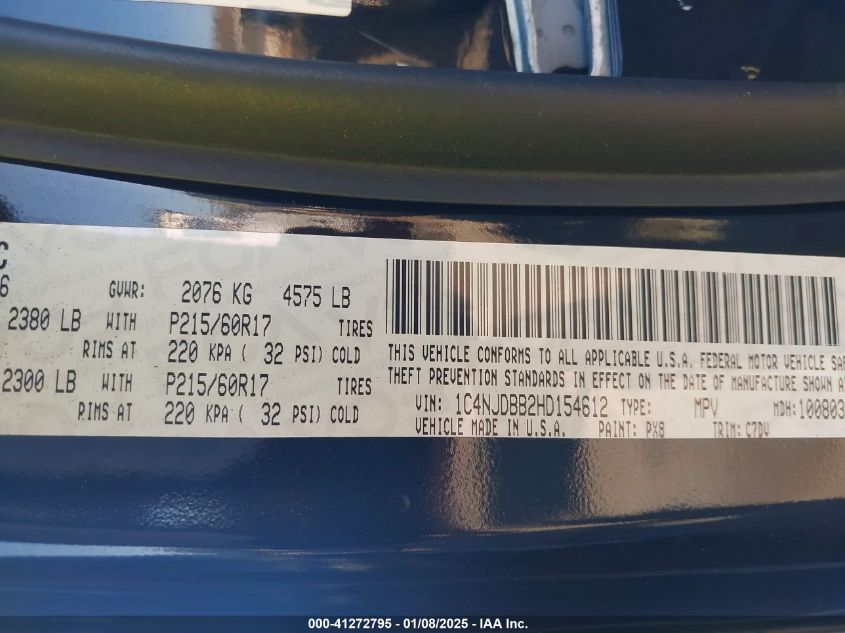 C
6 GVWR: 2076 KG 4575 LB
2380 LB WITH P215/60R17 TIRES
RIMS AT 220 KPA ( 32 PSI) COLD
2300 LB WITH P215/60R17 TIRES
RIMS AT 220 KPA ( 32 PSI) COLD
THIS VEHICLE CONFORMS TO ALL APPLICABLE U.S.A. FEDERAL MOTOR VEHICLE SAF
THEFT PREVENTION STANDARDS IN EFFECT ON THE DATE OF MANUFACTURE SHOWN A
VIN: 1C4NJDBB2HD154612 TYPE: MPV MDH: 100803
VEHICLE MADE IN U.S.A. PAINT: PX8 TRIM: C7DV
000-41272795 - 01/08/2025 - IAA Inc.